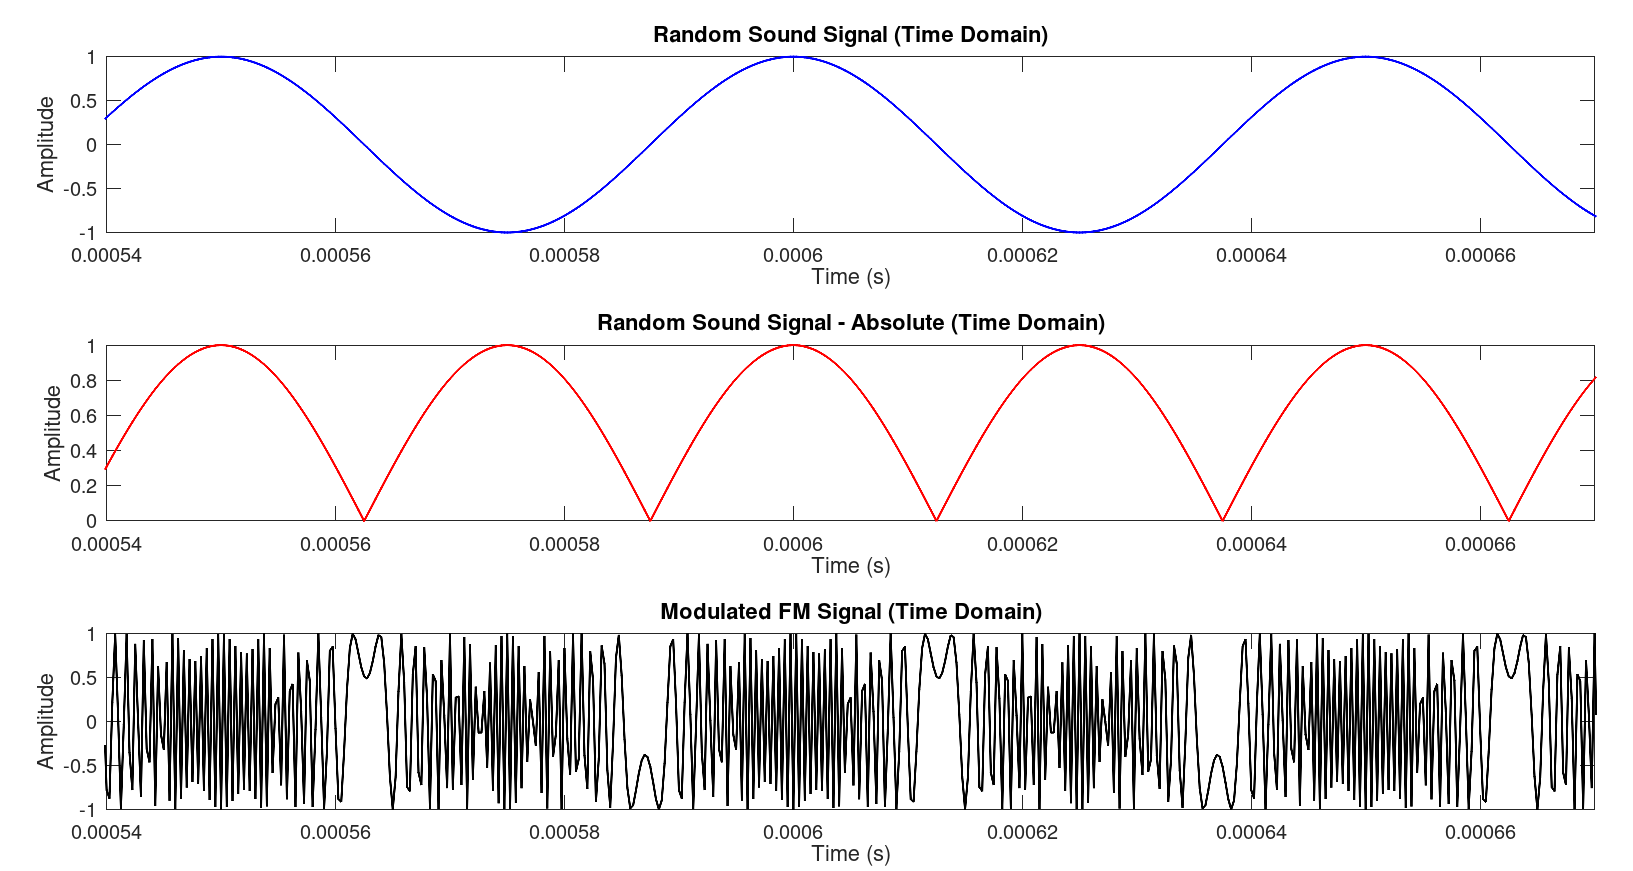 Random Sound Signal (Time Domain)
1
0.5
0
-0.5
-1
Amplitude
0.00054 0.00056 0.00058 0.0006 0.00062 0.00064 0.00066
Time (s)
Random Sound Signal - Absolute (Time Domain)
1
0.8
0.6
0.4
0.2
0
Amplitude
0.00054 0.00056 0.00058 0.0006 0.00062 0.00064 0.00066
Time (s)
Modulated FM Signal (Time Domain)
1
0.5
0
-0.5
-1
Amplitude
0.00054 0.00056 0.00058 0.0006 0.00062 0.00064 0.00066
Time (s)